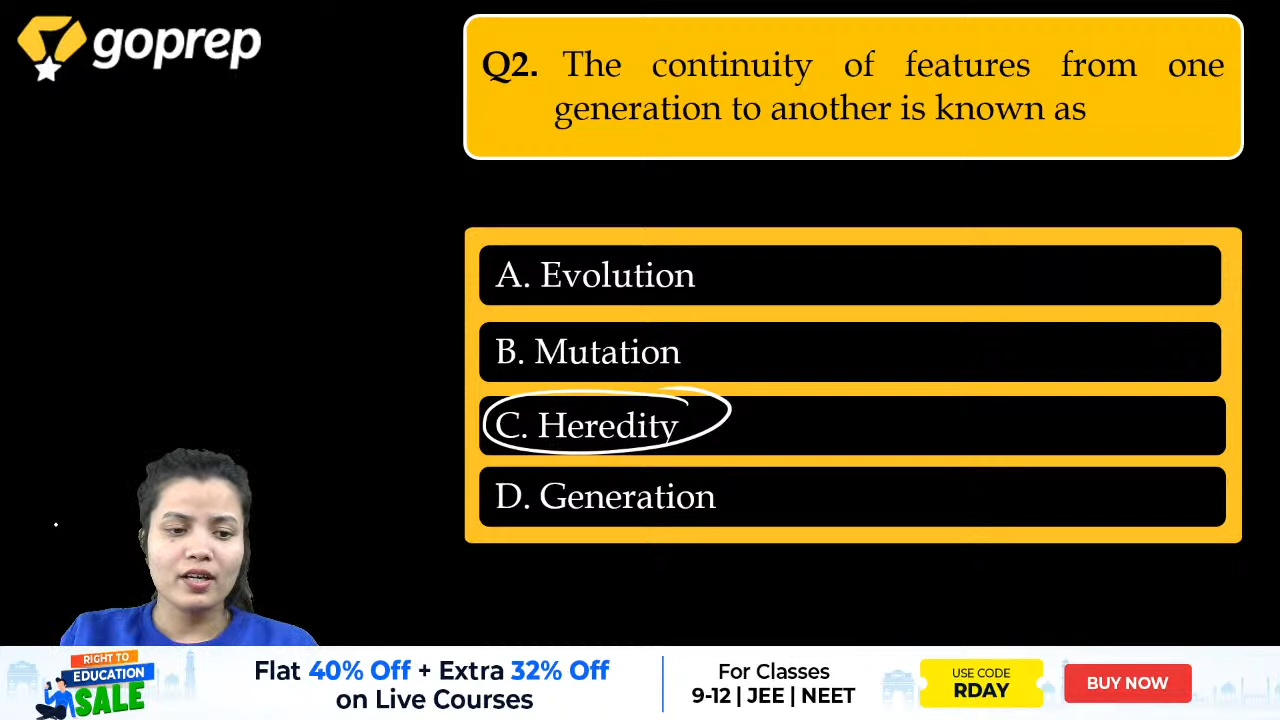 goprep
Q2. The continuity of features from one
generation to another is known as
A. Evolution
B. Mutation
C. Heredity
D. Generation
RIGHT TO
EDUCATION
SALE
Flat 40% Off + Extra 32% Off
on Live Courses
For Classes
9-12 | JEE | NEET
USE CODE
RDAY
BUY NOW